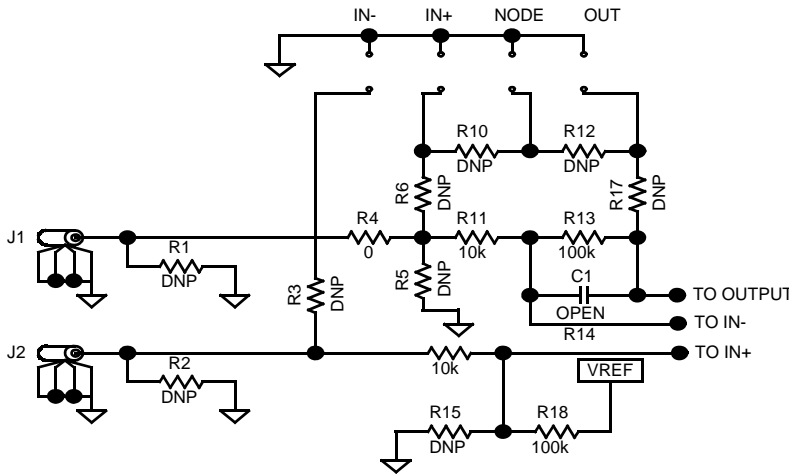 IN- IN+ NODE OUT
R10 R12
DNP DNP
R6 DNP R17 DNP
J1 R1 DNP R4 0 R11 10k R13 100k
R3 DNP R5 DNP C1 OPEN TO OUTPUT
R14 TO IN-
J2 R2 DNP 10k TO IN+
VREF
R15 DNP R18 100k